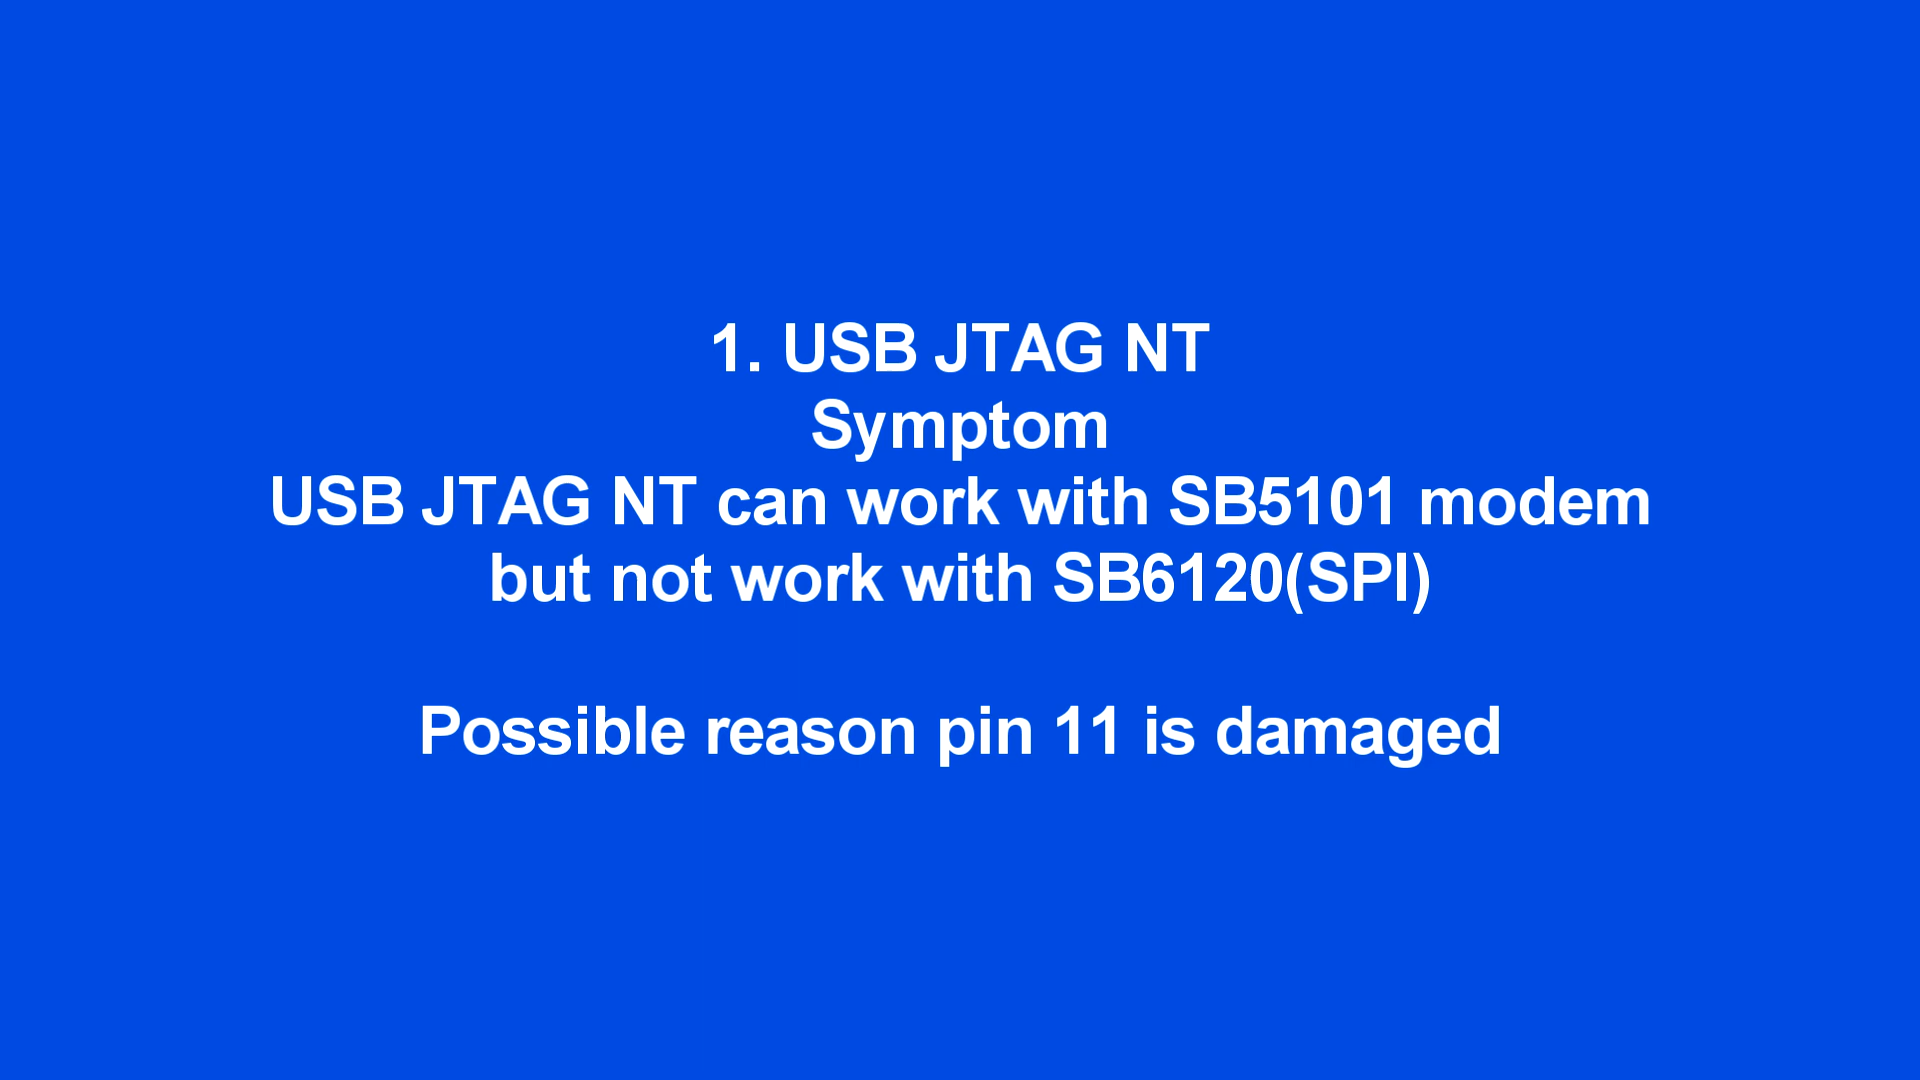 1. USB JTAG NT
Symptom
USB JTAG NT can work with SB5101 modem
but not work with SB6120(SPI)
Possible reason pin 11 is damaged